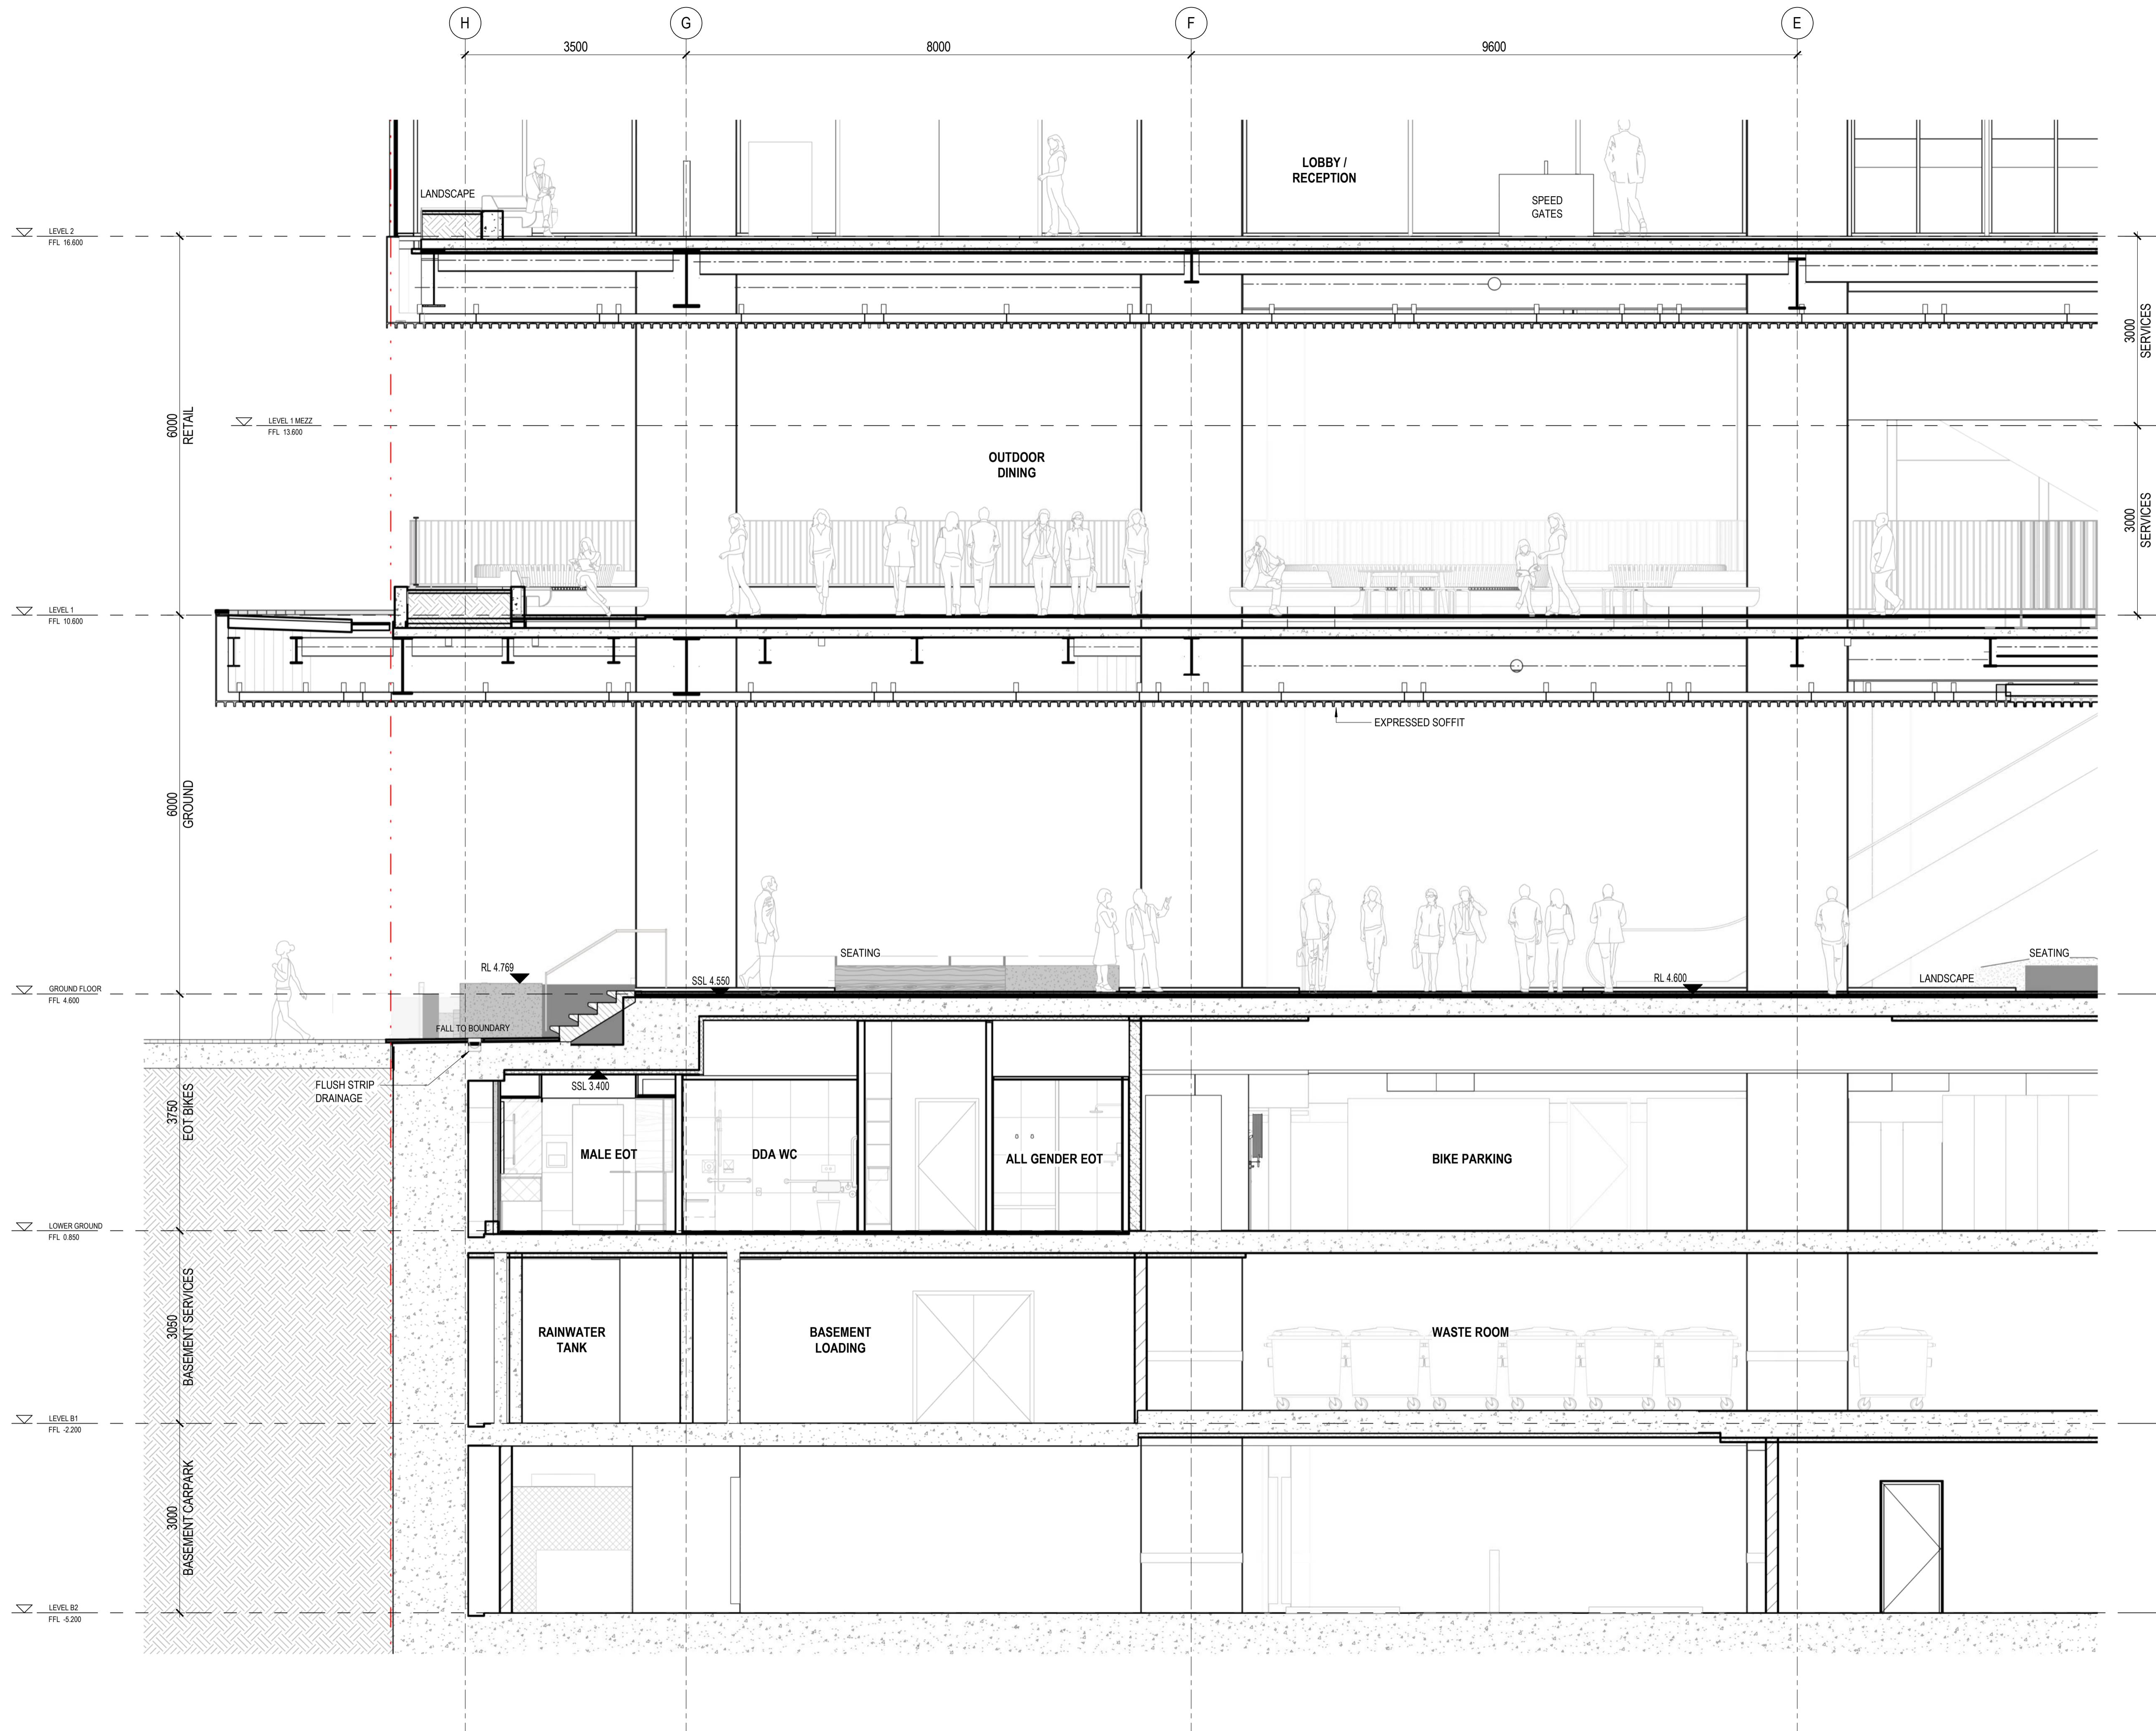 H
G
F
E
3500
8000
9600
LOBBY /
RECEPTION
LANDSCAPE
SPEED
GATES
LEVEL 2
FFL 16.600
3000
SERVICES
6000
RETAIL
LEVEL 1 MEZZ
FFL 13.600
OUTDOOR
DINING
3000
SERVICES
LEVEL 1
FFL 10.600
EXPRESSED SOFFIT
6000
GROUND
SEATING
SEATING
RL 4.769
SSL 4.550
RL 4.600
LANDSCAPE
GROUND FLOOR
FFL 4.600
FALL TO BOUNDARY
FLUSH STRIP
DRAINAGE
SSL 3.400
3750
EOT BIKES
MALE EOT
DDA WC
ALL GENDER EOT
BIKE PARKING
LOWER GROUND
FFL 0.850
3050
BASEMENT SERVICES
RAINWATER
TANK
BASEMENT
LOADING
WASTE ROOM
LEVEL B1
FFL -2.200
3000
BASEMENT CARPARK
LEVEL B2
FFL -5.200